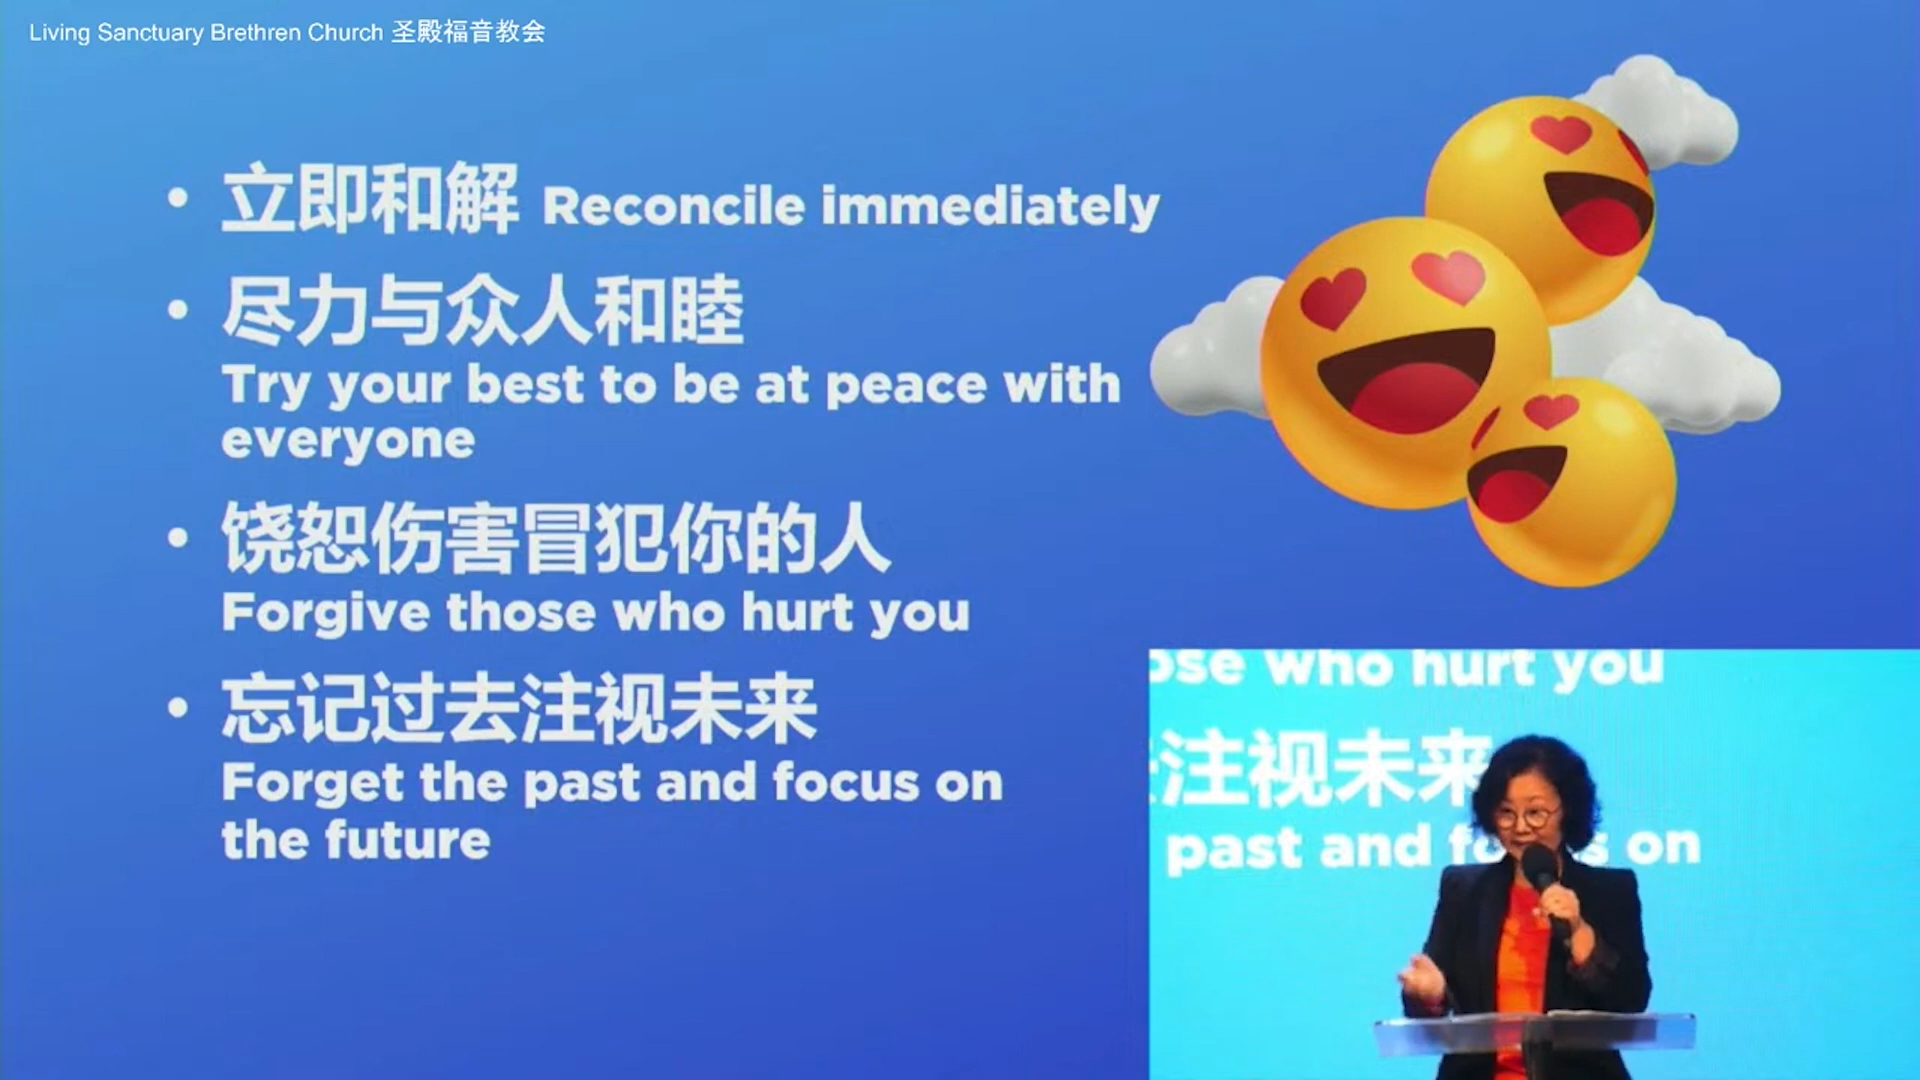 Living Sanctuary Brethren Church 圣殿福音教会
• 立即和解 Reconcile immediately
• 尽力与众人和睦
Try your best to be at peace with
everyone
• 饶恕伤害冒犯你的人
Forgive those who hurt you
• 忘记过去注视未来
Forget the past and focus on
the future
ose who hurt you
注视未来
past and fo s on